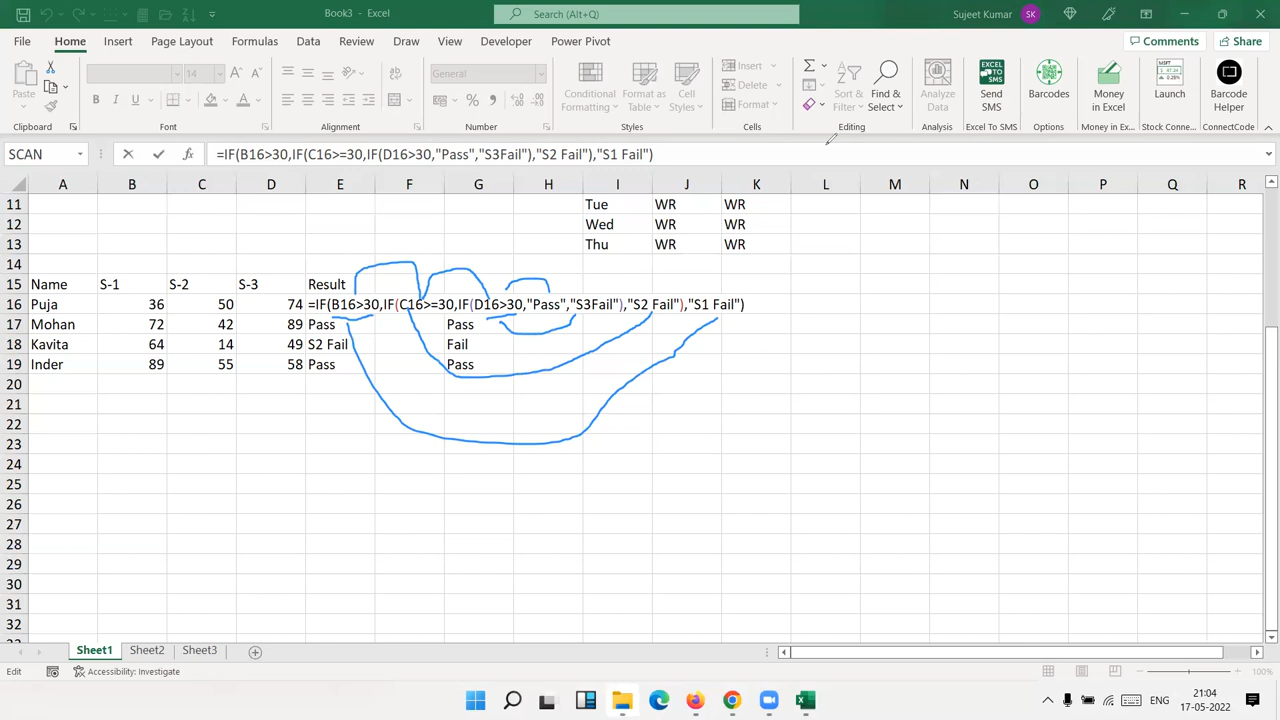 Book3 - Excel
Search (Alt+Q)
Sujeet Kumar SK
File Home Insert Page Layout Formulas Data Review View Developer Power Pivot Comments Share
Paste 14 General Conditional Formatting Format as Table Cell Styles Insert Delete Format Sort & Filter Find & Select Analyze Data Excel To SMS Send SMS Barcodes Money in Excel Launch Barcode Helper
Clipboard Font Alignment Number Styles Cells Editing Analysis Excel To SMS Options Money in Ex... Stock Conne... ConnectCode
SCAN =IF(B16>30,IF(C16>=30,IF(D16>30,"Pass","S3Fail"),"S2 Fail"),"S1 Fail")
A B C D E F G H I J K L M N O P Q R
11 Tue WR WR
12 Wed WR WR
13 Thu WR WR
14
15 Name S-1 S-2 S-3 Result
16 Puja 36 50 74 =IF(B16>30,IF(C16>=30,IF(D16>30,"Pass","S3Fail"),"S2 Fail"),"S1 Fail")
17 Mohan 72 42 89 Pass Pass
18 Kavita 64 14 49 S2 Fail Fail
19 Inder 89 55 58 Pass Pass
20
21
22
23
24
25
26
27
28
29
30
31
32
Sheet1 Sheet2 Sheet3
Edit Accessibility: Investigate 100%
ENG 21:04
17-05-2022